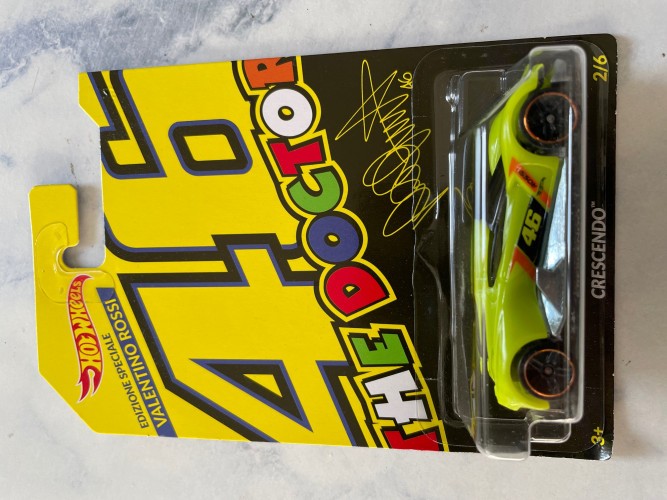 HOT WHEELS
EDIZIONE SPECIALE
VALENTINO ROSSI
46
THE DOCTOR
46
CRESCENDO™
3+
2/6